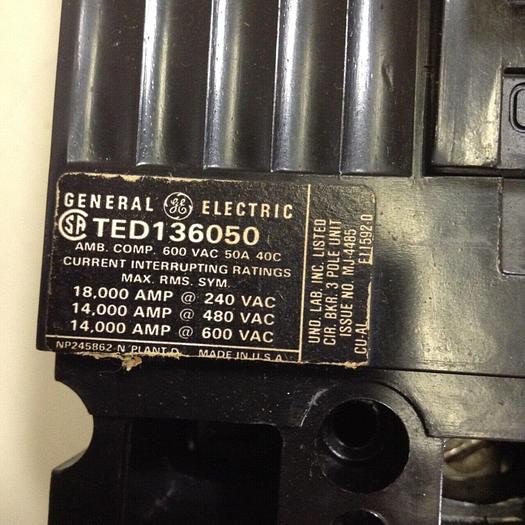 GENERAL GE ELECTRIC
SA TED136050
AMB. COMP. 600 VAC 50A 40C
CURRENT INTERRUPTING RATINGS
MAX. RMS. SYM.
18,000 AMP @ 240 VAC
14,000 AMP @ 480 VAC
14,000 AMP @ 600 VAC
NP245862-N PLANT-D MADE IN U.S.A.
UND. LAB. INC. LISTED
CIR. BKR. 3 POLE UNIT
ISSUE NO. MJ-4485
CU-AL E11592-D